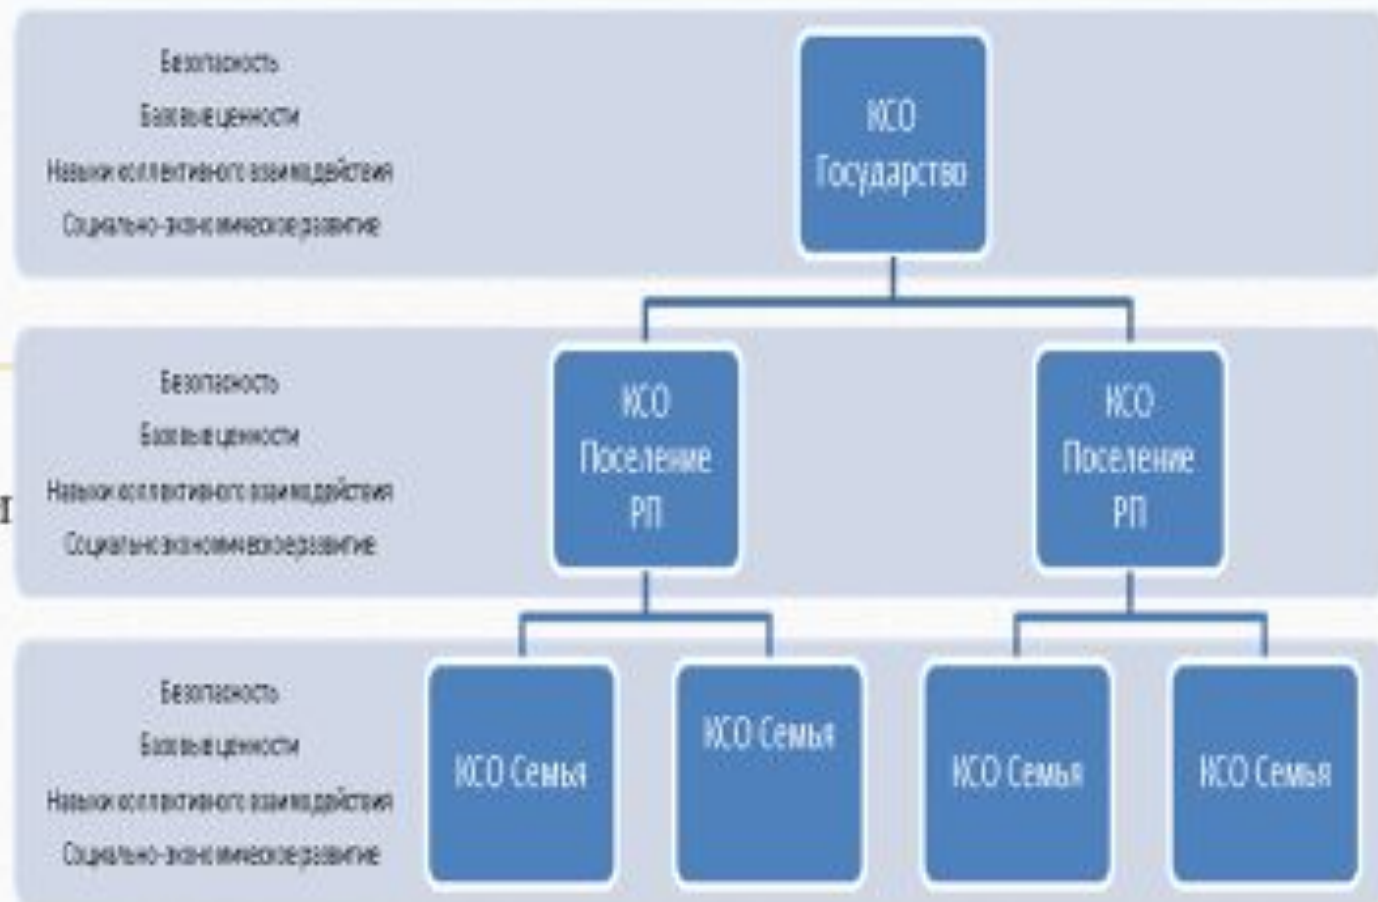 Безопасность
Базовые ценности
Навыки коллективного взаимодействия
Социально-экономическое развитие
КСО
Государство
Безопасность
Базовые ценности
Навыки коллективного взаимодействия
Социальноэкономическое развитие
КСО
Поселение
РП
КСО
Поселение
РП
и
Безопасность
Базовые ценности
Навыки коллективного взаимодействия
Социально-экономическое развитие
КСО Семья
КСО Семья
КСО Семья
КСО Семья